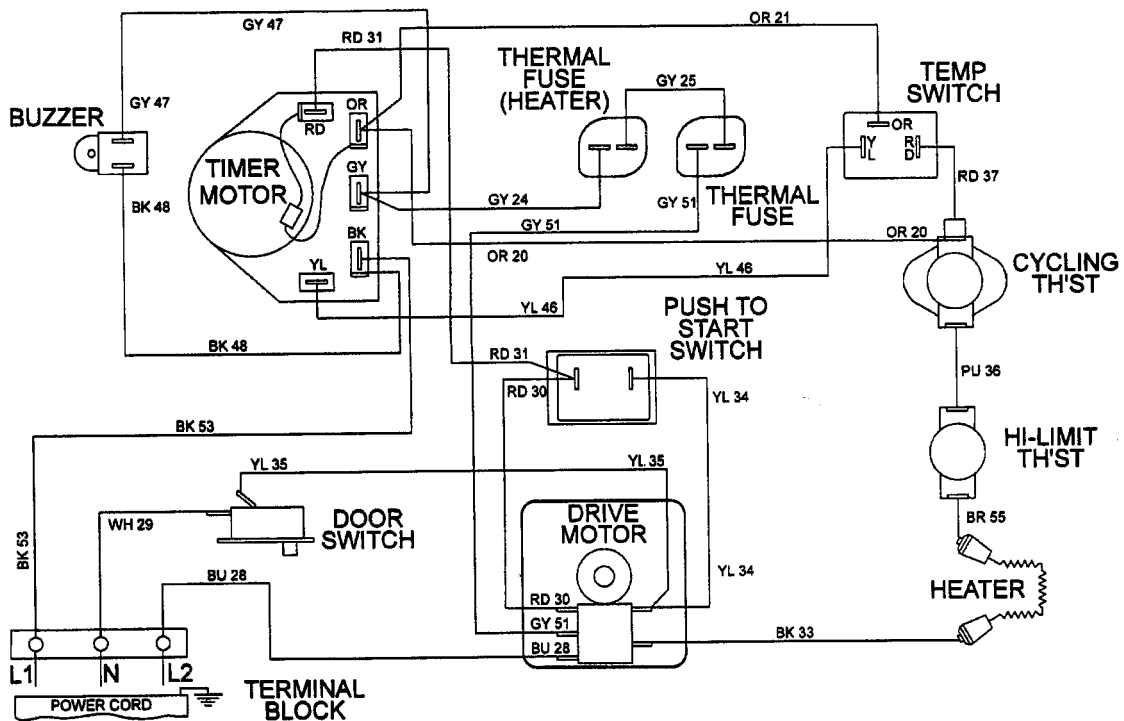 GY 47
OR 21
RD 31
THERMAL
FUSE
(HEATER)
GY 25
TEMP
SWITCH
GY 47
BUZZER
OR
RD
OR
Y
L
R
D
TIMER
MOTOR
GY
RD 37
BK 48
GY 24
GY 51
THERMAL
FUSE
GY 51
BK
OR 20
OR 20
YL
YL 46
CYCLING
TH'ST
YL 46
PUSH TO
START
SWITCH
BK 48
RD 31
RD 30
PU 36
YL 34
BK 53
HI-LIMIT
TH'ST
YL 35
YL 35
WH 29
DOOR
SWITCH
DRIVE
MOTOR
BR 55
BK 53
BU 28
YL 34
HEATER
RD 30
GY 51
BU 28
BK 33
L1
N
L2
TERMINAL
BLOCK
POWER CORD